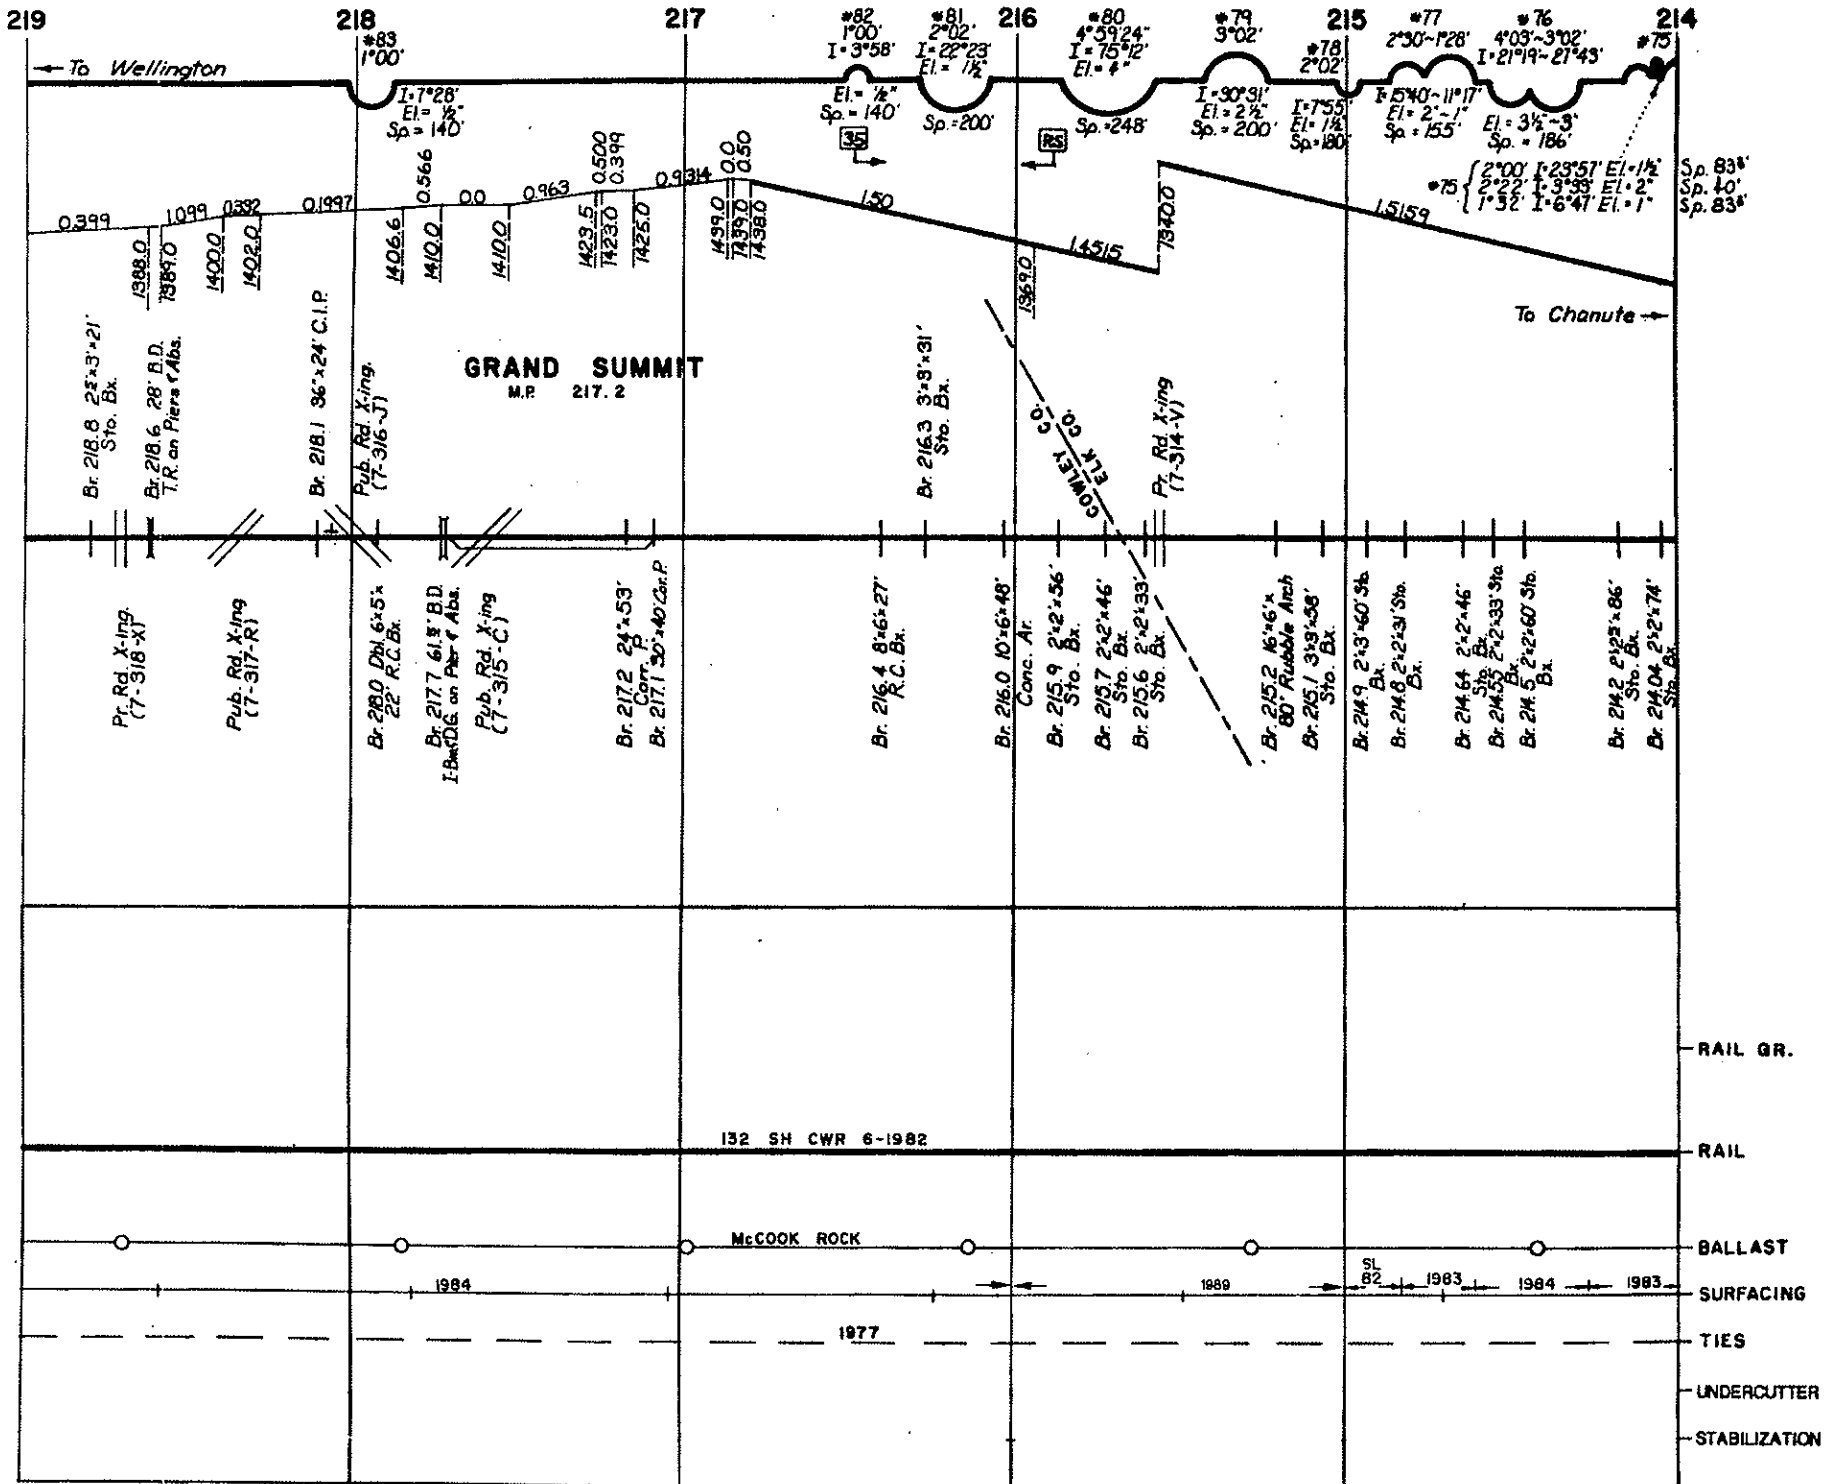 219 218 217 216 215 214
#83
1°00'
#82
1°00'
I = 3°58'
#81
2°02'
I = 22°23'
El. = 1½"
#80
4°59'24"
I = 75°12'
El. = 4"
#79
3°02'
#78
2°02'
#77
2°30'~1°28'
#76
4°03'~3°02'
I = 21°19'~27°43'
#75
← To Wellington
I = 7°28'
El. = ½"
Sp. = 140'
El. = ½"
Sp. = 140'
Sp. = 200'
Sp. = 248'
I = 30°31'
El. = 2½"
Sp. = 200'
I = 7°55'
El. = 1½"
Sp. = 180'
I = 15°40'~11°17'
El. = 2"~1"
Sp. = 155'
El. = 3½"~3"
Sp. = 186'
35
RS
#75
2°00' I = 23°57' El. = 1½" Sp. 83
2°22' I = 3°33' El. = 2" Sp. 40'
1°32' I = 6°47' El. = 1" Sp. 83
0.399
1.099
0.332
0.1997
0.566
0.0
0.963
0.500
0.399
0.9314
0.0
0.50
1.50
1.4515
1.5159
1388.0
1389.0
1400.0
1402.0
1406.6
1410.0
1410.0
1423.5
1423.0
1425.0
1439.0
1439.0
1438.0
1369.0
1340.0
To Chanute →
GRAND SUMMIT
M.P. 217.2
COWLEY CO.
ELK CO.
Br. 218.8
Sto. Bx.
Br. 218.6 28' B.D.
T.R. on Piers & Abs.
Br. 218.1 36"x24' C.I.P.
Pub. Rd. X-ing.
(7-316-J)
Br. 216.3 3'x3'x31'
Sto. Bx.
Pr. Rd. X-ing
(7-314-V)
Pr. Rd. X-ing.
(7-318-X)
Pub. Rd. X-ing
(7-317-R)
Br. 218.0 Dbl. 6'x5'x
22' R.C. Bx.
Br. 217.7 B.D.
I-Bm. D.G. on Pier & Abs.
Pub. Rd. X-ing
(7-315-C)
Br. 217.2 24"x53'
Corr. P.
Br. 217.1 30"x40' Cor. P.
Br. 216.4 8'x6'x27'
R.C. Bx.
Br. 216.0 10'x6'x48'
Conc. Ar.
Br. 215.9 2'x2'x56'
Sto. Bx.
Br. 215.7 2'x2'x46'
Sto. Bx.
Br. 215.6 2'x2'x33'
Sto. Bx.
Br. 215.2 16'x6'x
80' Rubble Arch
Br. 215.1 3'x3'x58'
Sto. Bx.
Br. 214.9 2'x3'x60' Sto.
Bx.
Br. 214.8 2'x2'x31' Sto.
Bx.
Br. 214.64 2'x2'x46'
Sto. Bx.
Br. 214.55 2'x2'x33' Sto.
Bx.
Br. 214.5 2'x2'x60' Sto.
Bx.
Br. 214.2
Sto. Bx.
Br. 214.04 2'x2'x74'
Sto. Bx.
RAIL GR.
132 SH CWR 6-1982
RAIL
McCOOK ROCK
BALLAST
1984
1989
SL
82
1983
1984
1983
SURFACING
1977
TIES
UNDERCUTTER
STABILIZATION